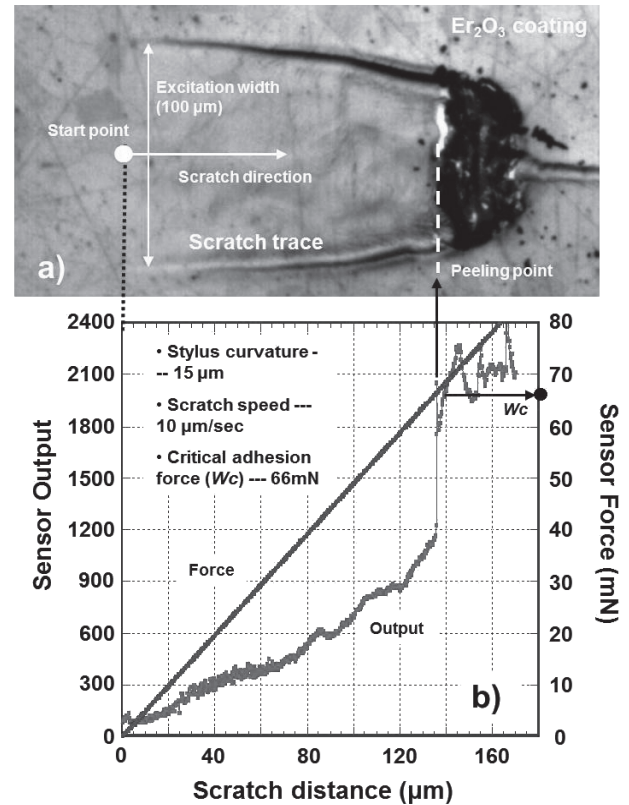 Er₂O₃ coating
Excitation width
(100 µm)
Start point
Scratch direction
Scratch trace
a)
Peeling point
2400
2100
1800
1500
1200
900
600
300
0
Sensor Output
• Stylus curvature -
-- 15 µm
• Scratch speed ---
10 µm/sec
• Critical adhesion
force (Wc) --- 66mN
Wc
Force
Output
b)
80
70
60
50
40
30
20
10
0
Sensor Force (mN)
0
40
80
120
160
Scratch distance (µm)